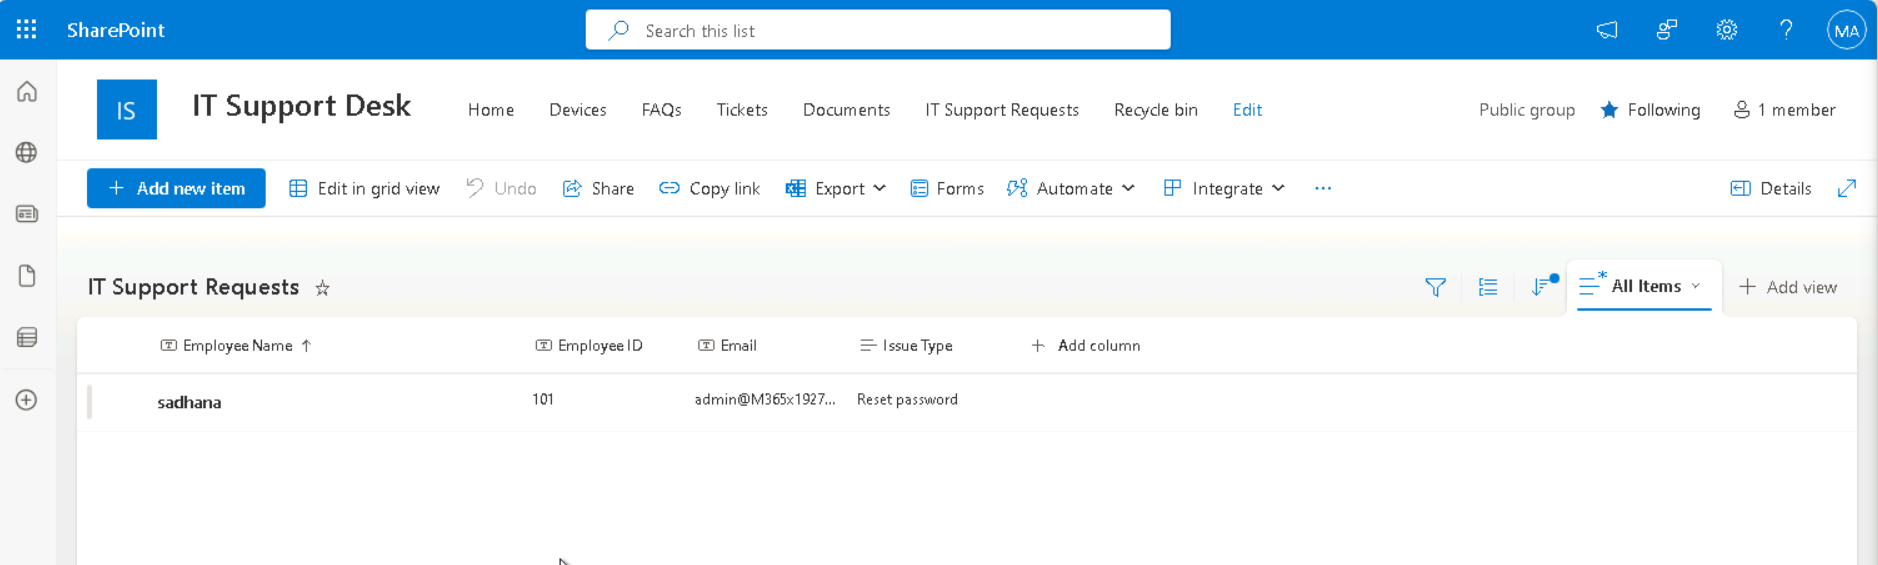 SharePoint
Search this list
MA
IS
IT Support Desk
Home Devices FAQs Tickets Documents IT Support Requests Recycle bin Edit
Public group Following 1 member
+ Add new item Edit in grid view Undo Share Copy link Export Forms Automate Integrate ... Details
IT Support Requests
All Items + Add view
Employee Name ↑ Employee ID Email Issue Type + Add column
sadhana 101 admin@M365x1927... Reset password